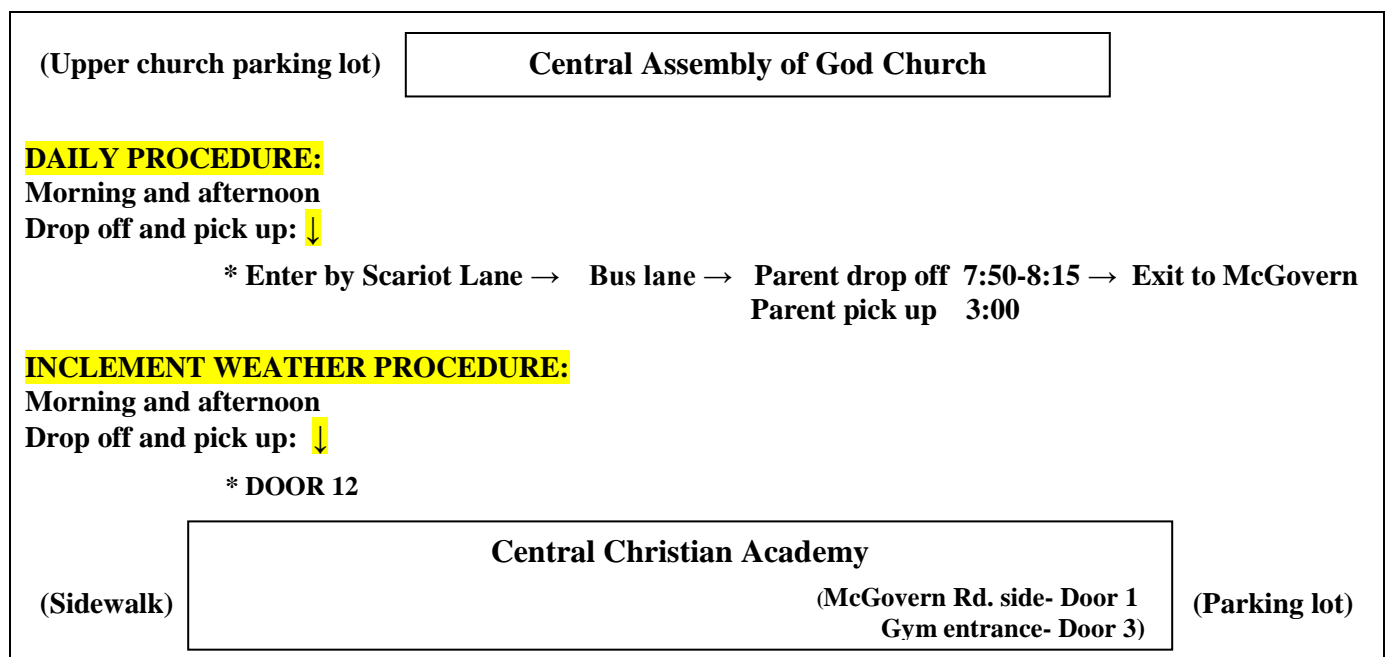 (Upper church parking lot) Central Assembly of God Church
DAILY PROCEDURE:
Morning and afternoon
Drop off and pick up: ↓
* Enter by Scariot Lane → Bus lane → Parent drop off 7:50-8:15 → Exit to McGovern
Parent pick up 3:00
INCLEMENT WEATHER PROCEDURE:
Morning and afternoon
Drop off and pick up: ↓
* DOOR 12
Central Christian Academy
(Sidewalk) (McGovern Rd. side- Door 1 (Parking lot)
Gym entrance- Door 3)